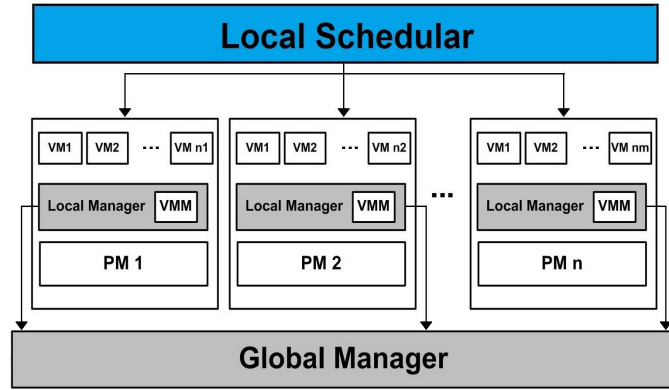 Local Schedular
VM1 VM2 ... VM n1
VM1 VM2 ... VM n2
VM1 VM2 ... VM nm
Local Manager VMM
Local Manager VMM
...
Local Manager VMM
PM 1
PM 2
PM n
Global Manager